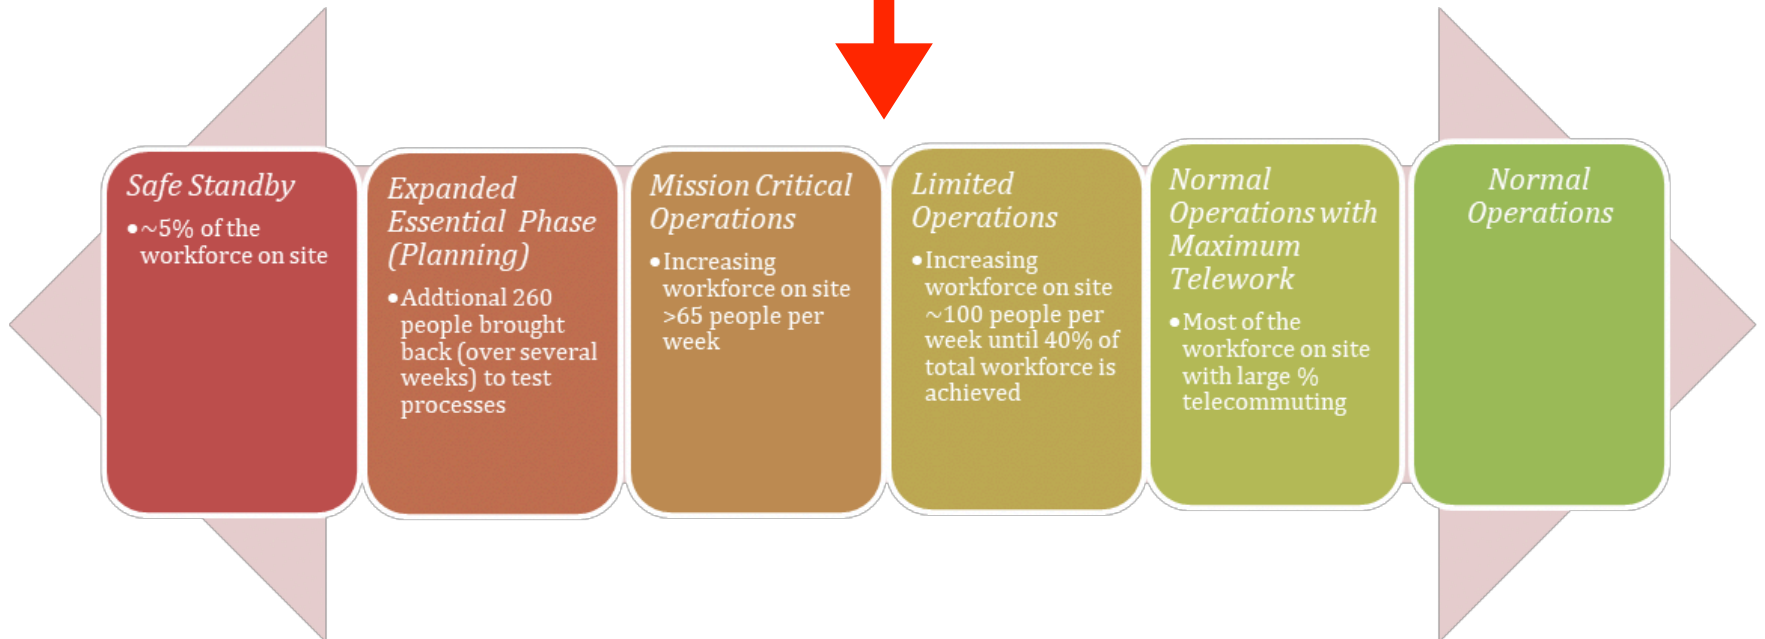 Safe Standby
•~5% of the
workforce on site
Expanded
Essential Phase
(Planning)
•Addtional 260
people brought
back (over several
weeks) to test
processes
Mission Critical
Operations
•Increasing
workforce on site
>65 people per
week
Limited
Operations
•Increasing
workforce on site
~100 people per
week until 40% of
total workforce is
achieved
Normal
Operations with
Maximum
Telework
•Most of the
workforce on site
with large %
telecommuting
Normal
Operations